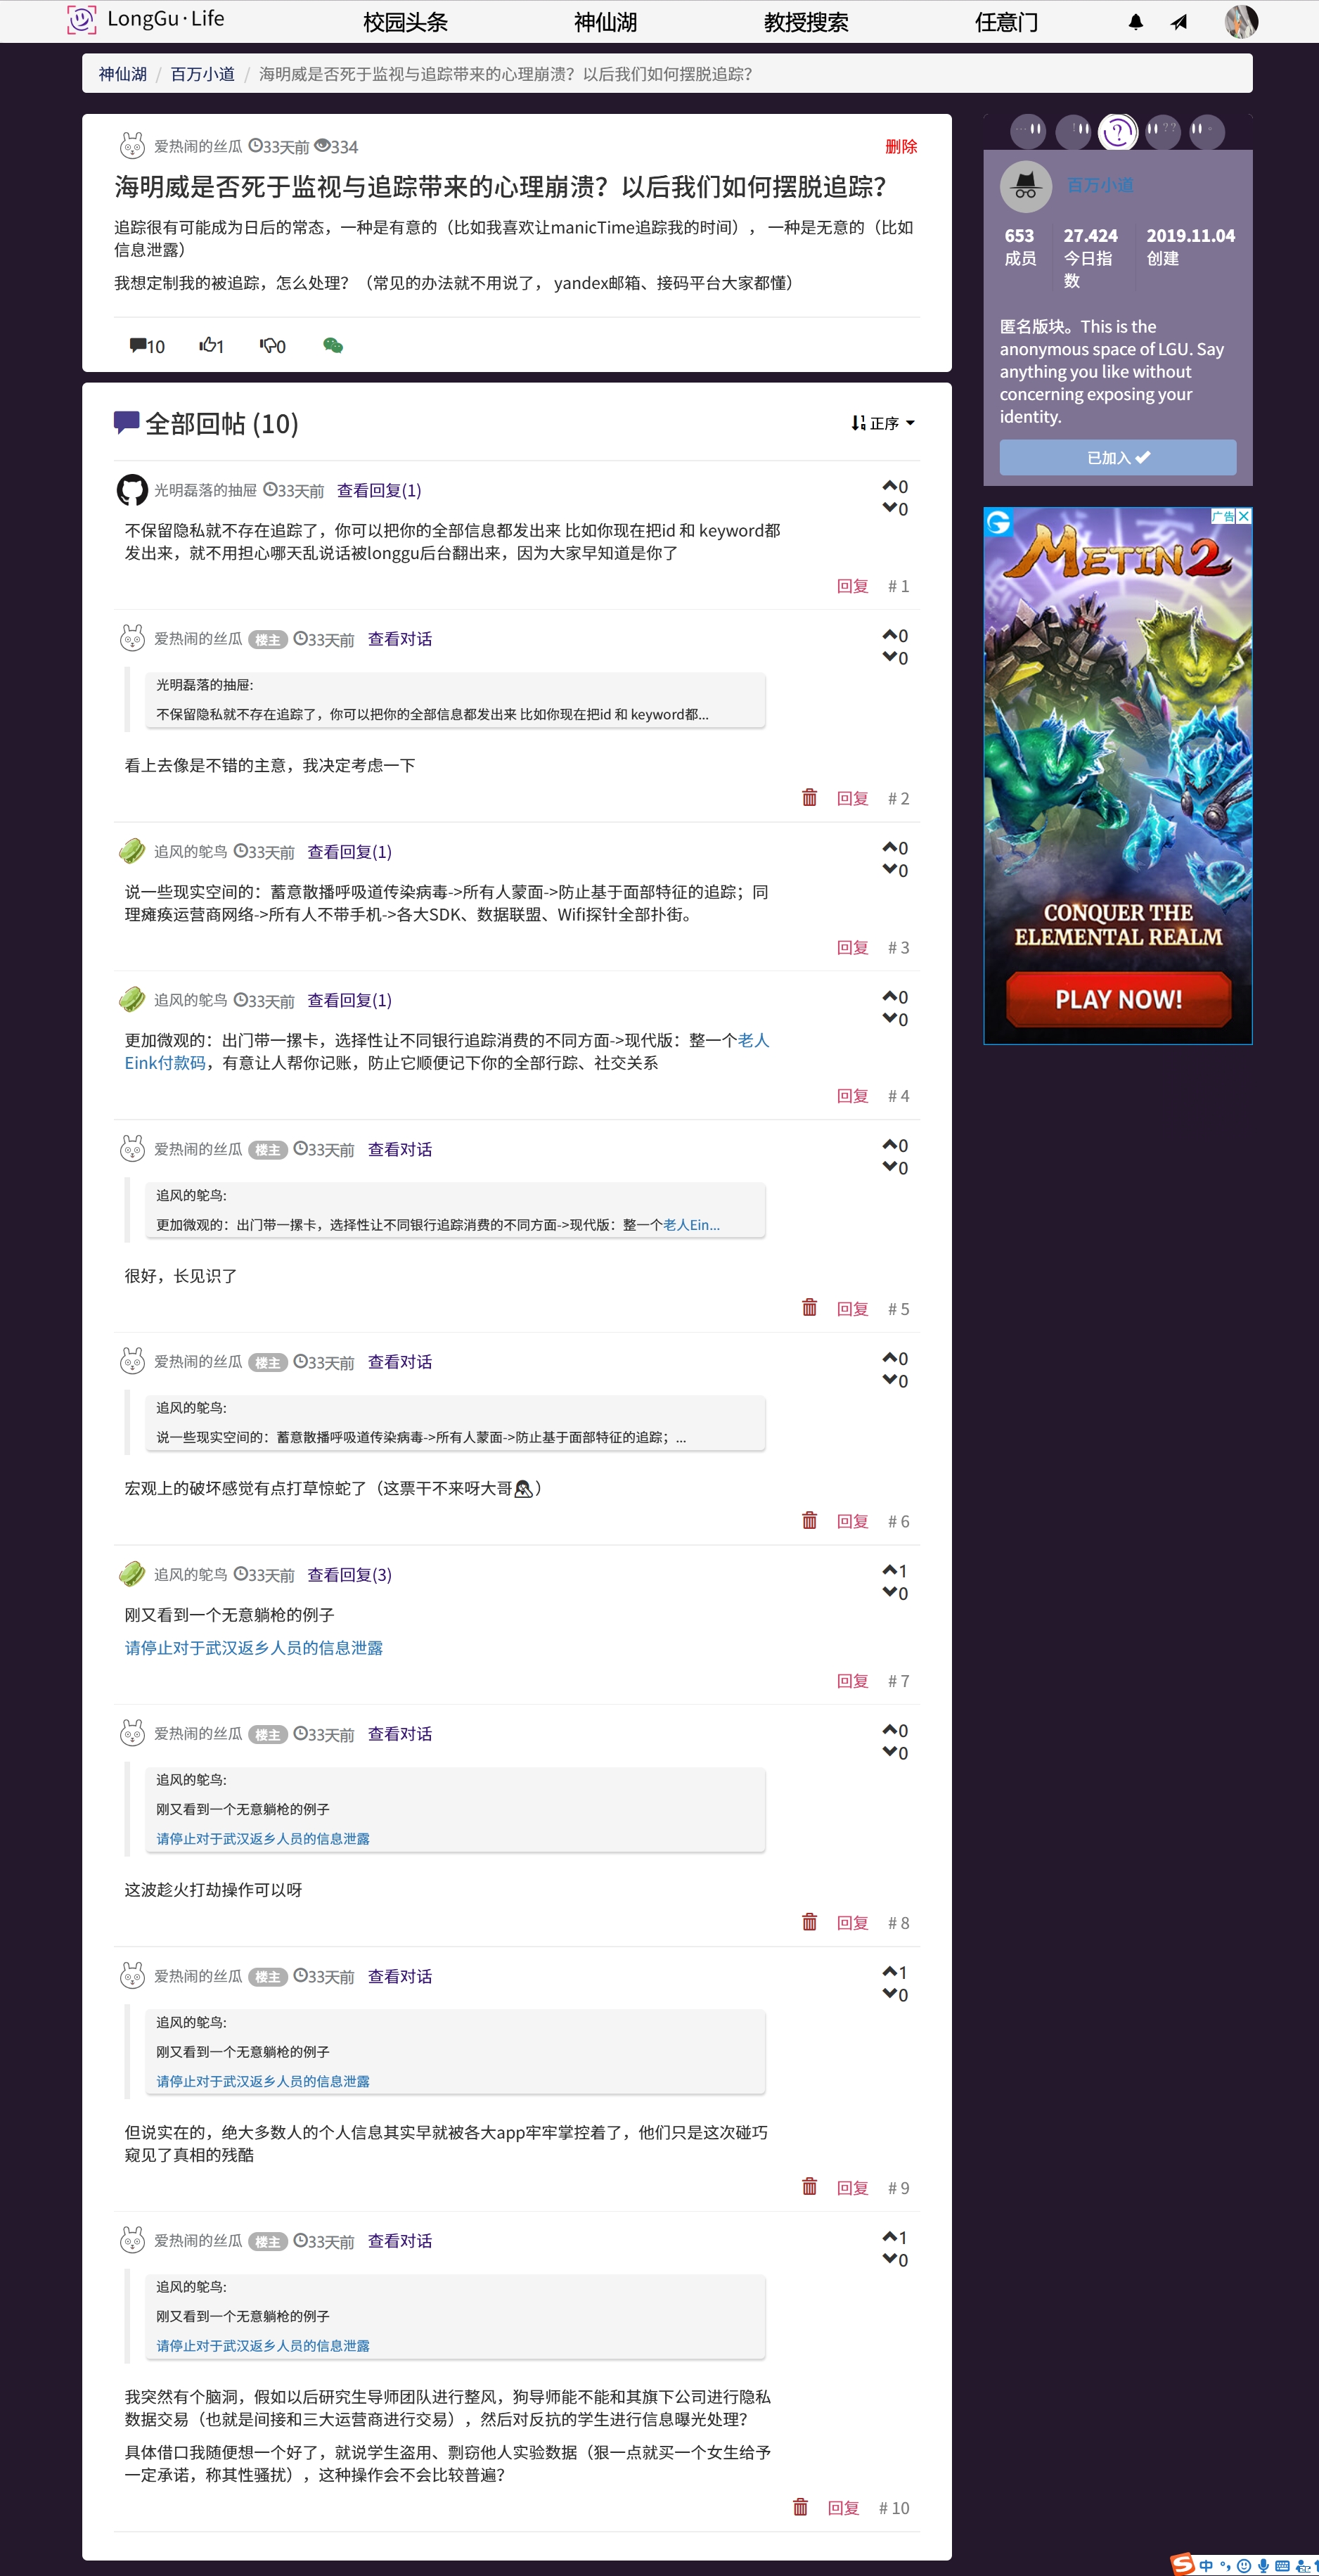 LongGu·Life 校园头条 神仙湖 教授搜索 任意门
神仙湖 / 百万小道 / 海明威是否死于监视与追踪带来的心理崩溃？以后我们如何摆脱追踪？
爱热闹的丝瓜 33天前 334 删除
海明威是否死于监视与追踪带来的心理崩溃？以后我们如何摆脱追踪？
追踪很有可能成为日后的常态，一种是有意的（比如我喜欢让manicTime追踪我的时间），一种是无意的（比如
信息泄露）
我想定制我的被追踪，怎么处理？（常见的办法就不用说了， yandex邮箱、接码平台大家都懂）
10 1 0
全部回帖 (10) 正序
光明磊落的抽屉 33天前 查看回复(1) 0
0
不保留隐私就不存在追踪了，你可以把你的全部信息都发出来 比如你现在把id 和 keyword都
发出来，就不用担心哪天乱说话被longgu后台翻出来，因为大家早知道是你了
回复 # 1
爱热闹的丝瓜 楼主 33天前 查看对话 0
0
光明磊落的抽屉:
不保留隐私就不存在追踪了，你可以把你的全部信息都发出来 比如你现在把id 和 keyword都...
看上去像是不错的主意，我决定考虑一下
回复 # 2
追风的鸵鸟 33天前 查看回复(1) 0
0
说一些现实空间的：蓄意散播呼吸道传染病毒->所有人蒙面->防止基于面部特征的追踪；同
理瘫痪运营商网络->所有人不带手机->各大SDK、数据联盟、Wifi探针全部扑街。
回复 # 3
追风的鸵鸟 33天前 查看回复(1) 0
0
更加微观的：出门带一摞卡，选择性让不同银行追踪消费的不同方面->现代版：整一个老人
Eink付款码，有意让人帮你记账，防止它顺便记下你的全部行踪、社交关系
回复 # 4
爱热闹的丝瓜 楼主 33天前 查看对话 0
0
追风的鸵鸟:
更加微观的：出门带一摞卡，选择性让不同银行追踪消费的不同方面->现代版：整一个老人Ein...
很好，长见识了
回复 # 5
爱热闹的丝瓜 楼主 33天前 查看对话 0
0
追风的鸵鸟:
说一些现实空间的：蓄意散播呼吸道传染病毒->所有人蒙面->防止基于面部特征的追踪；...
宏观上的破坏感觉有点打草惊蛇了（这票干不来呀大哥）
回复 # 6
追风的鸵鸟 33天前 查看回复(3) 1
0
刚又看到一个无意躺枪的例子
请停止对于武汉返乡人员的信息泄露
回复 # 7
爱热闹的丝瓜 楼主 33天前 查看对话 0
0
追风的鸵鸟:
刚又看到一个无意躺枪的例子
请停止对于武汉返乡人员的信息泄露
这波趁火打劫操作可以呀
回复 # 8
爱热闹的丝瓜 楼主 33天前 查看对话 1
0
追风的鸵鸟:
刚又看到一个无意躺枪的例子
请停止对于武汉返乡人员的信息泄露
但说实在的，绝大多数人的个人信息其实早就被各大app牢牢掌控着了，他们只是这次碰巧
窥见了真相的残酷
回复 # 9
爱热闹的丝瓜 楼主 33天前 查看对话 1
0
追风的鸵鸟:
刚又看到一个无意躺枪的例子
请停止对于武汉返乡人员的信息泄露
我突然有个脑洞，假如以后研究生导师团队进行整风，狗导师能不能和其旗下公司进行隐私
数据交易（也就是间接和三大运营商进行交易），然后对反抗的学生进行信息曝光处理？
具体借口我随便想一个好了，就说学生盗用、剽窃他人实验数据（狠一点就买一个女生给予
一定承诺，称其性骚扰），这种操作会不会比较普遍？
回复 # 10
百万小道
653 27.424 2019.11.04
成员 今日指 创建
数
匿名版块。This is the
anonymous space of LGU. Say
anything you like without
concerning exposing your
identity.
已加入
广告
METIN2
CONQUER THE
ELEMENTAL REALM
PLAY NOW!
中